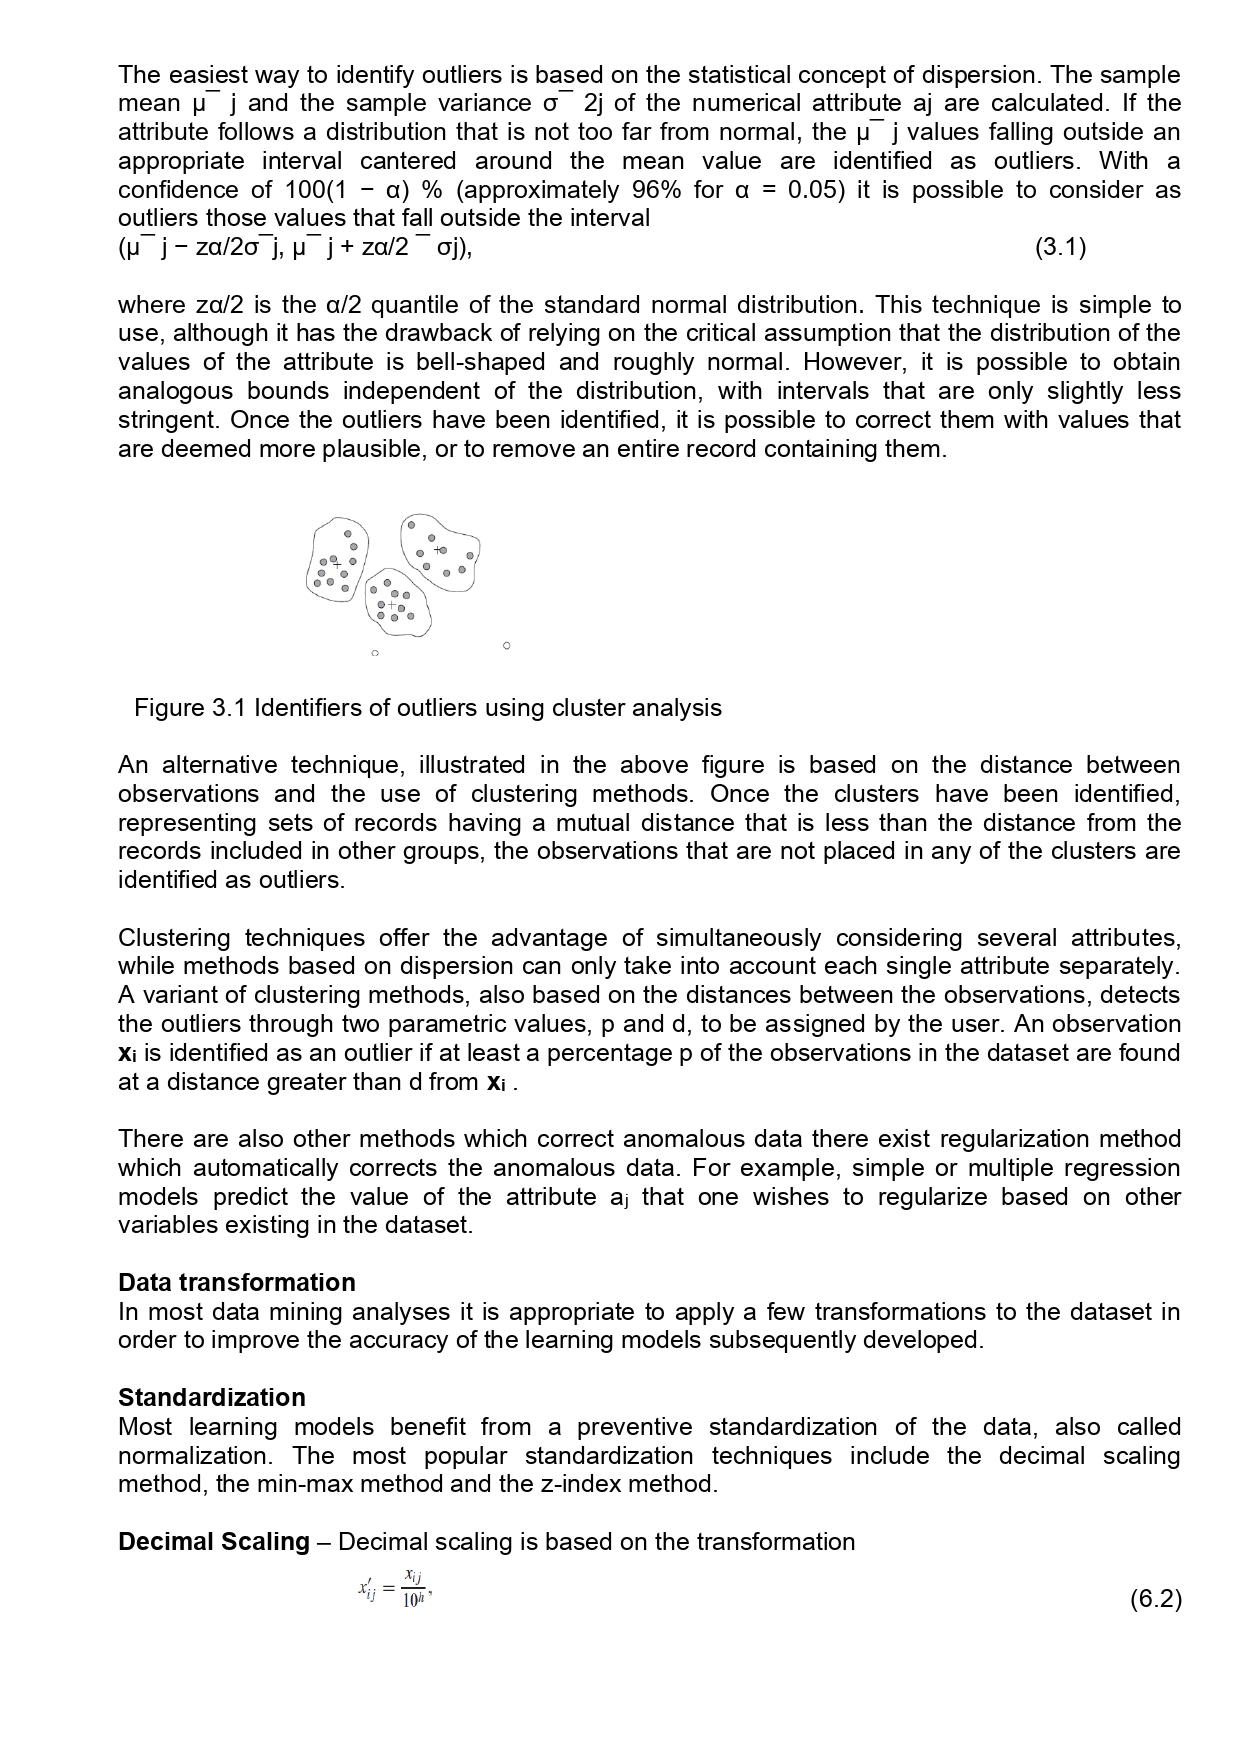 The easiest way to identify outliers is based on the statistical concept of dispersion. The sample
mean μ¯ j and the sample variance σ¯ 2j of the numerical attribute aj are calculated. If the
attribute follows a distribution that is not too far from normal, the μ¯ j values falling outside an
appropriate interval cantered around the mean value are identified as outliers. With a
confidence of 100(1 − α) % (approximately 96% for α = 0.05) it is possible to consider as
outliers those values that fall outside the interval
(μ¯ j − zα/2σ¯j, μ¯ j + zα/2 ¯ σj), (3.1)
where zα/2 is the α/2 quantile of the standard normal distribution. This technique is simple to
use, although it has the drawback of relying on the critical assumption that the distribution of the
values of the attribute is bell-shaped and roughly normal. However, it is possible to obtain
analogous bounds independent of the distribution, with intervals that are only slightly less
stringent. Once the outliers have been identified, it is possible to correct them with values that
are deemed more plausible, or to remove an entire record containing them.
Figure 3.1 Identifiers of outliers using cluster analysis
An alternative technique, illustrated in the above figure is based on the distance between
observations and the use of clustering methods. Once the clusters have been identified,
representing sets of records having a mutual distance that is less than the distance from the
records included in other groups, the observations that are not placed in any of the clusters are
identified as outliers.
Clustering techniques offer the advantage of simultaneously considering several attributes,
while methods based on dispersion can only take into account each single attribute separately.
A variant of clustering methods, also based on the distances between the observations, detects
the outliers through two parametric values, p and d, to be assigned by the user. An observation
xi is identified as an outlier if at least a percentage p of the observations in the dataset are found
at a distance greater than d from xi .
There are also other methods which correct anomalous data there exist regularization method
which automatically corrects the anomalous data. For example, simple or multiple regression
models predict the value of the attribute aj that one wishes to regularize based on other
variables existing in the dataset.
Data transformation
In most data mining analyses it is appropriate to apply a few transformations to the dataset in
order to improve the accuracy of the learning models subsequently developed.
Standardization
Most learning models benefit from a preventive standardization of the data, also called
normalization. The most popular standardization techniques include the decimal scaling
method, the min-max method and the z-index method.
Decimal Scaling – Decimal scaling is based on the transformation
x′ij = xij / 10h, (6.2)